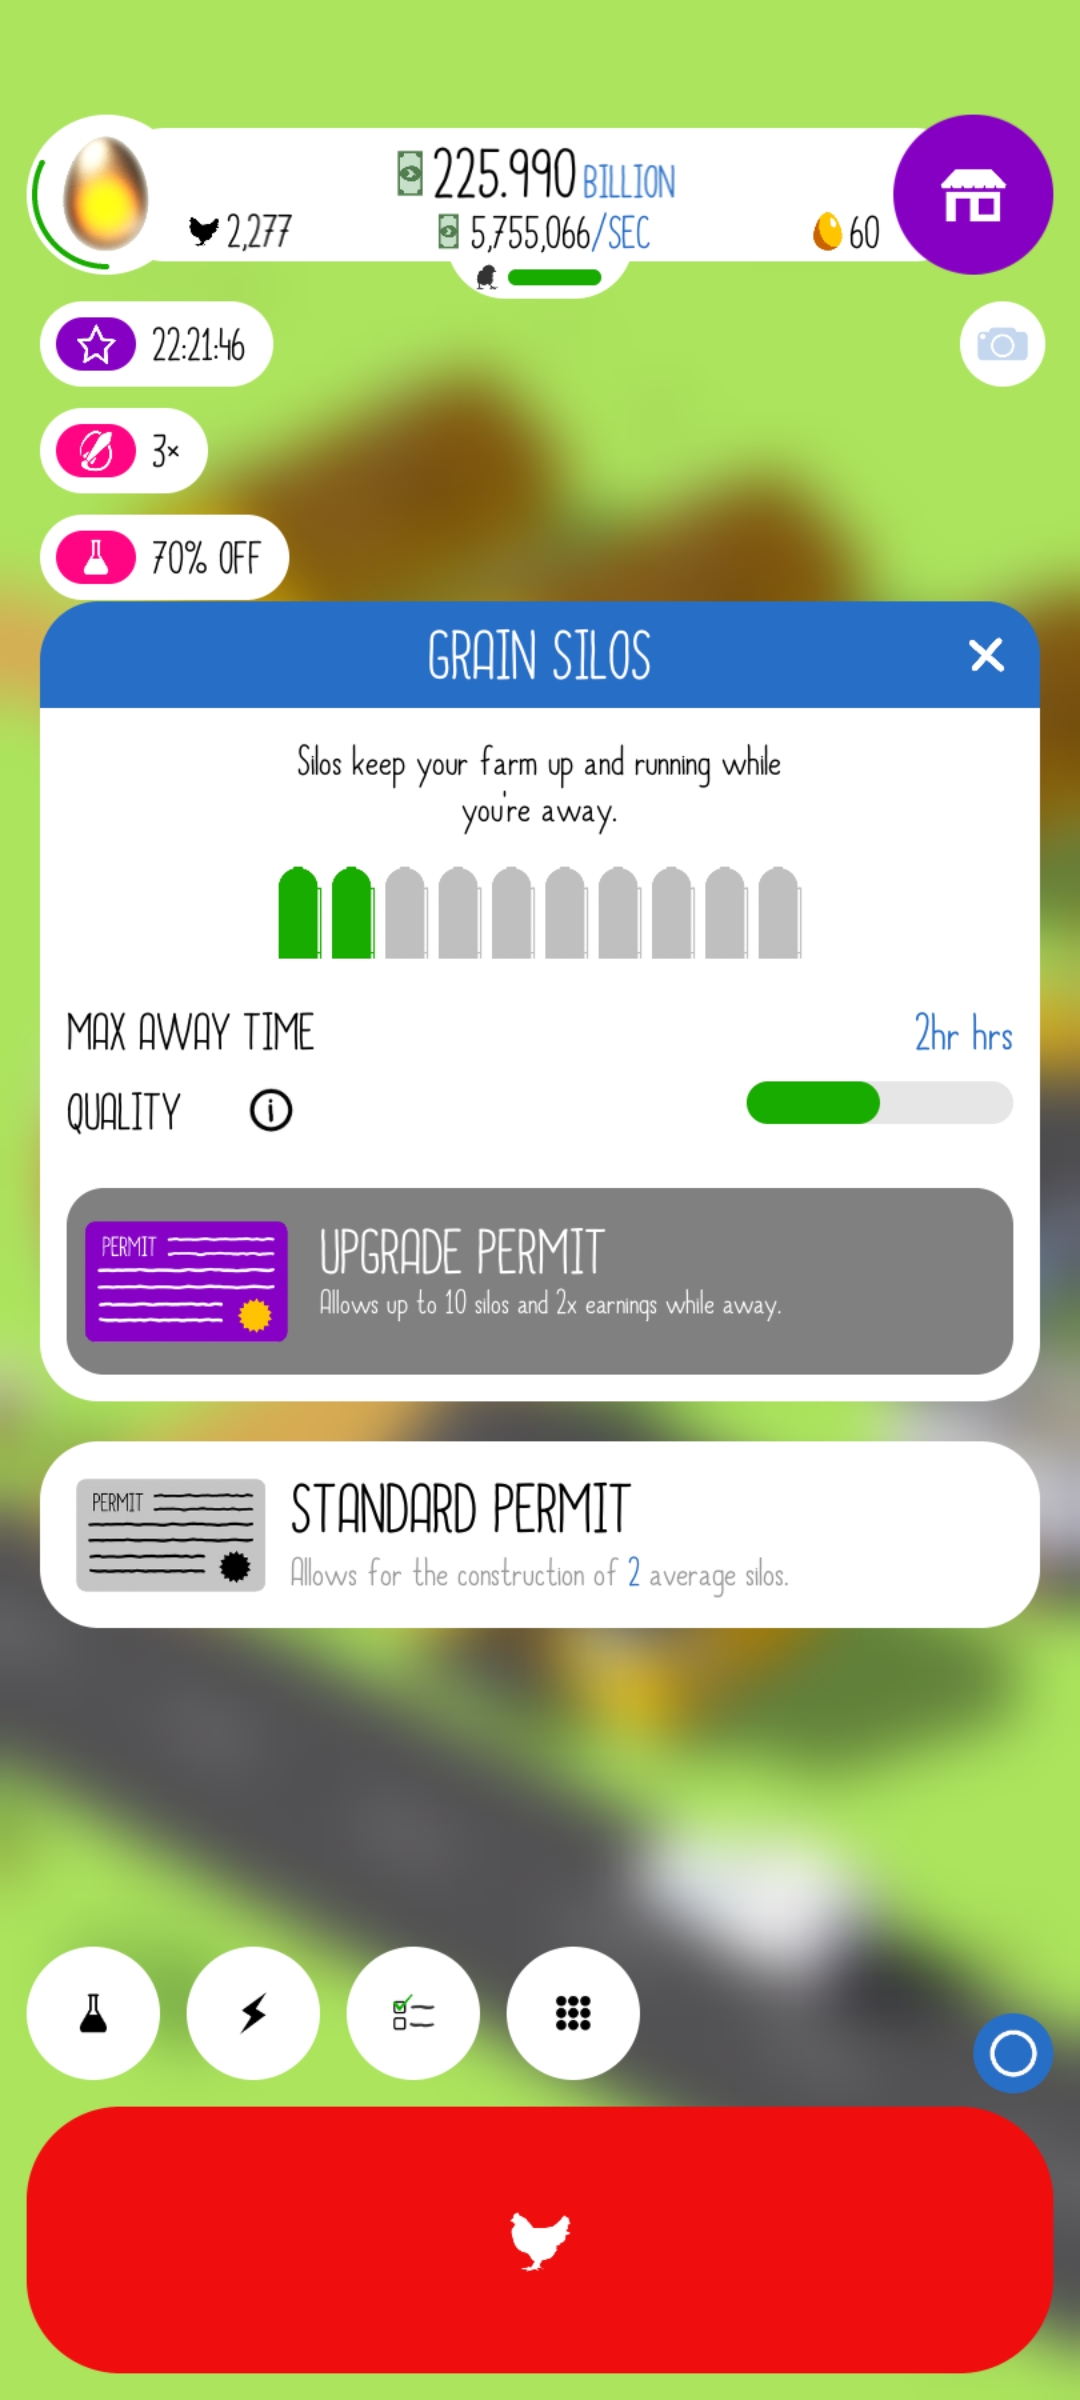 225.990 BILLION
2,277
5,755,066/SEC
60
22:21:46
3×
70% OFF
GRAIN SILOS
Silos keep your farm up and running while
you're away.
MAX AWAY TIME
2hr hrs
QUALITY
i
PERMIT
UPGRADE PERMIT
Allows up to 10 silos and 2x earnings while away.
PERMIT
STANDARD PERMIT
Allows for the construction of 2 average silos.